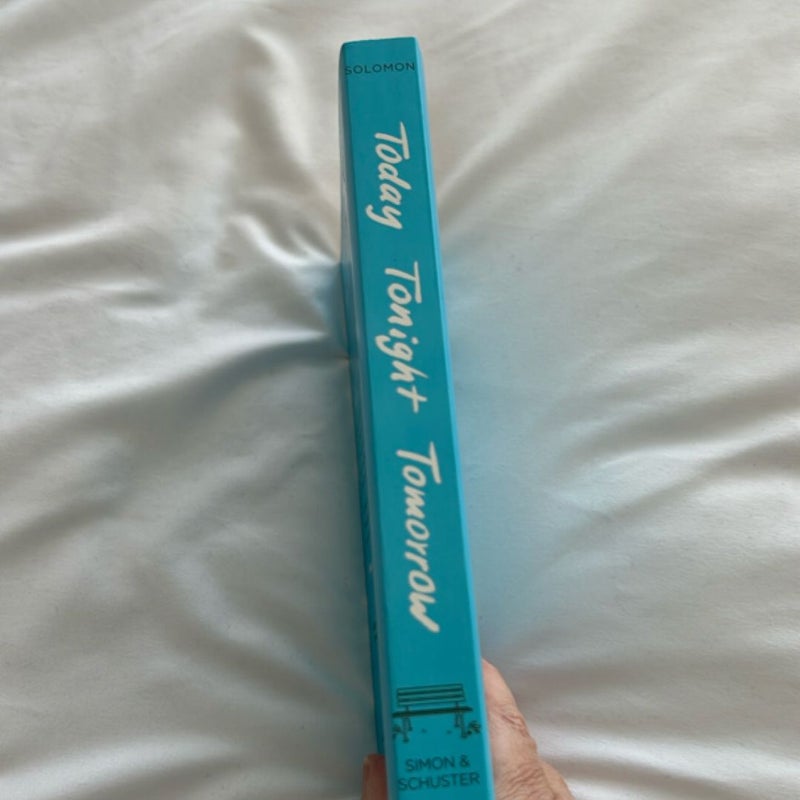 SOLOMON
Today Tonight Tomorrow
SIMON &
SCHUSTER